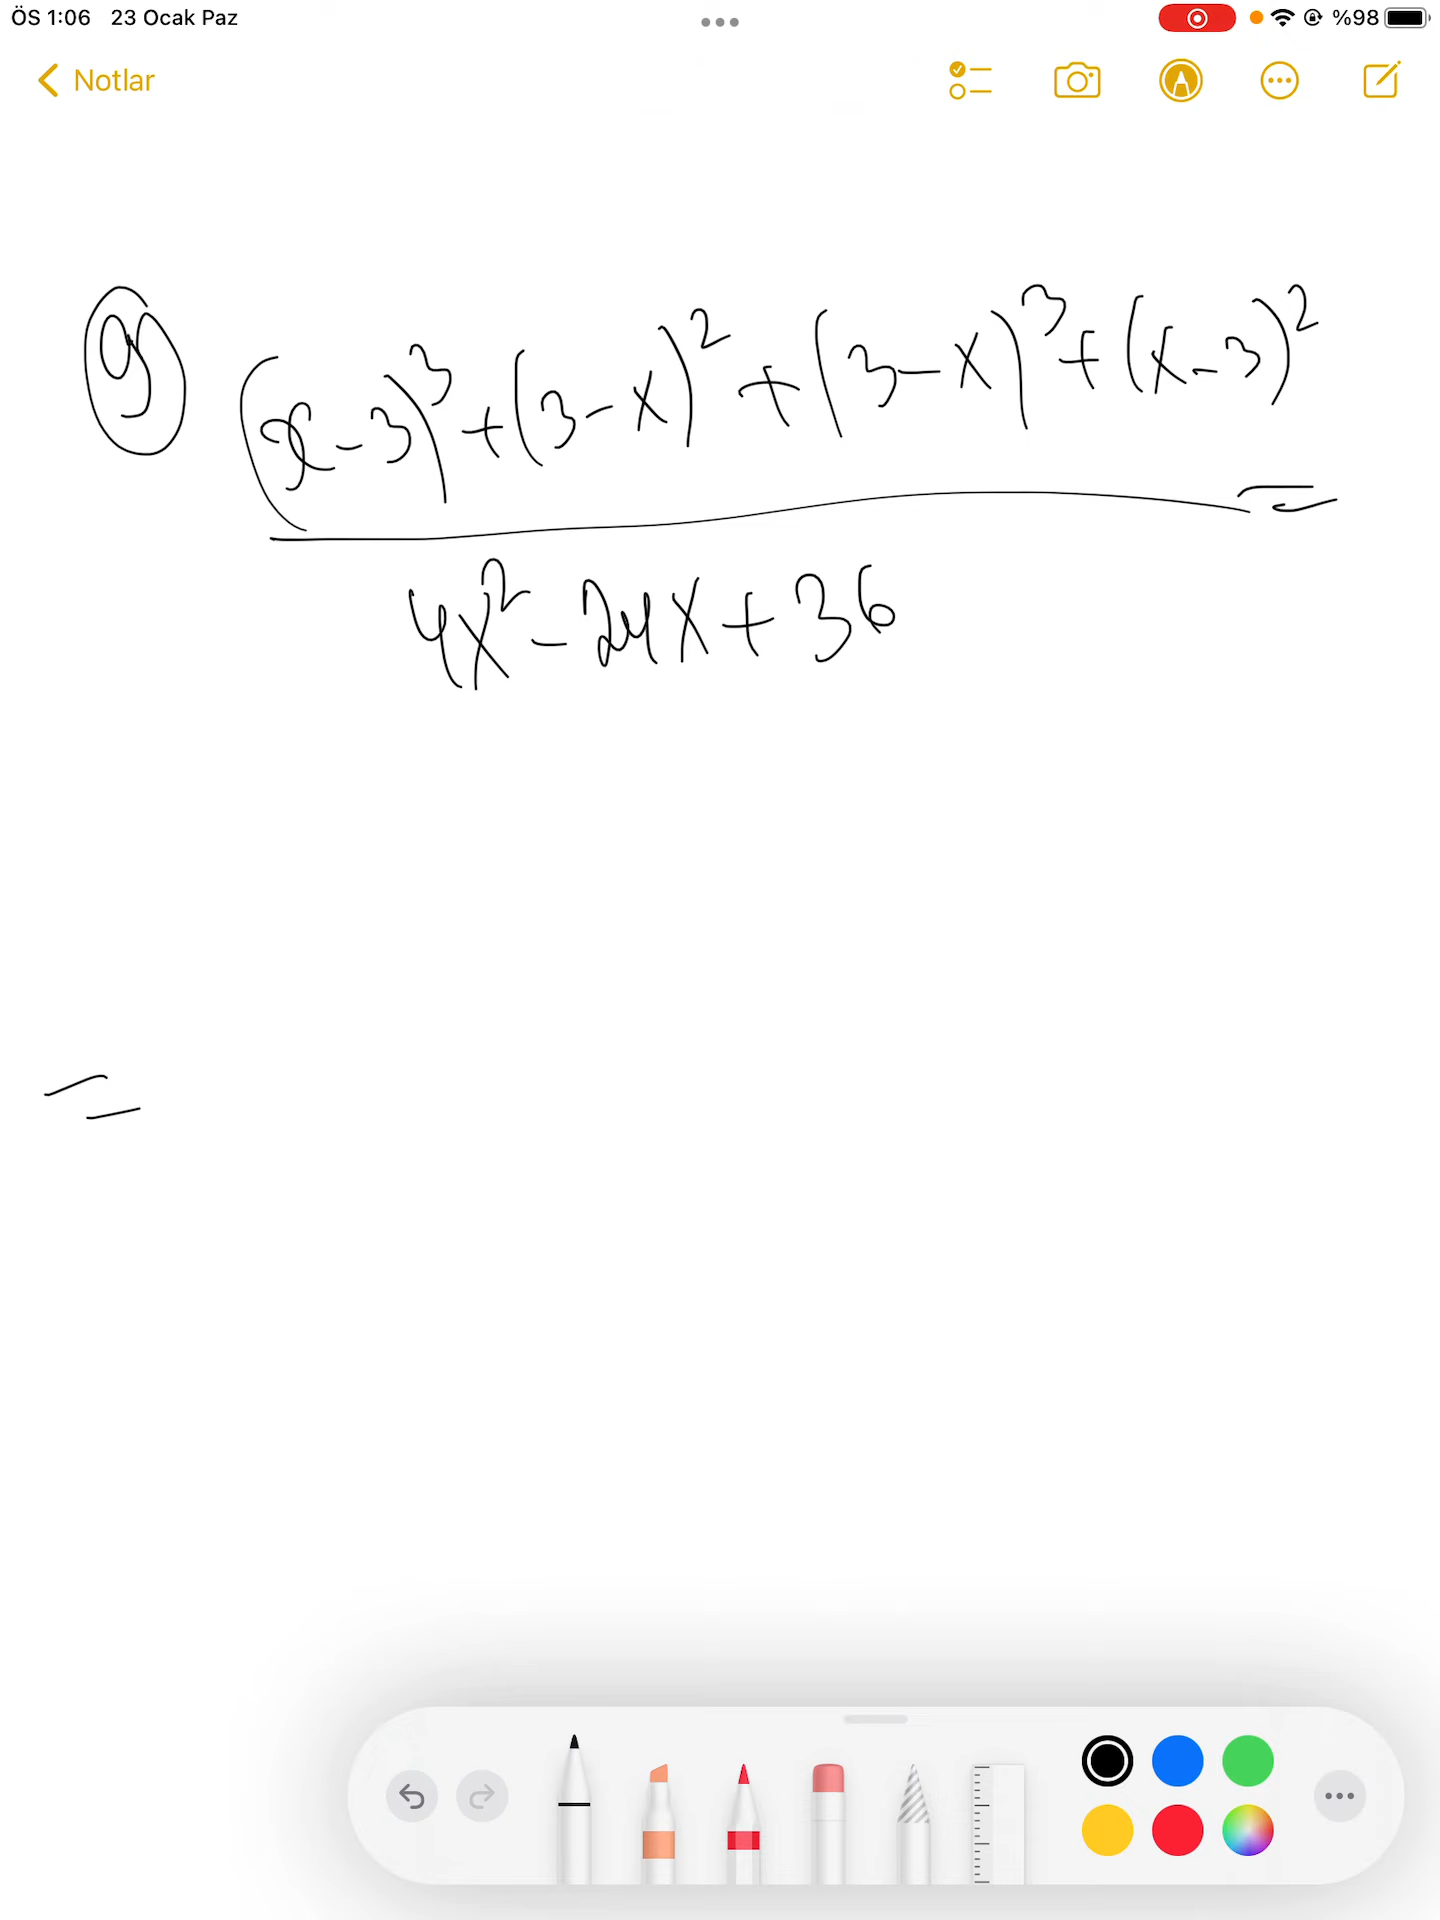 ÖS 1:06 23 Ocak Paz %98
Notlar
9) (x-3)³+(3-x)²+(3-x)³+(x-3)² =
4x²-24x+36
=